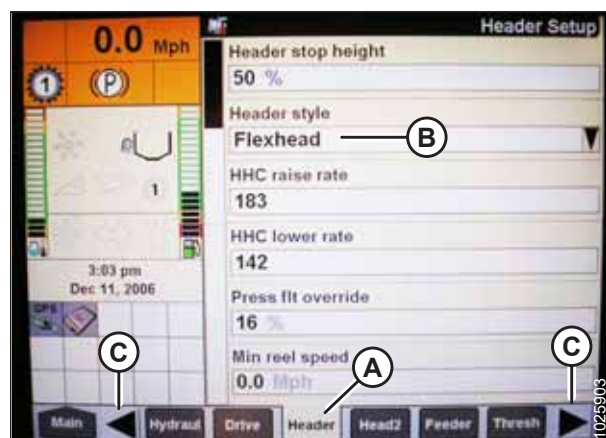 0.0 Mph
Header Setup
1
(P)
Header stop height
50 %
Header style
Flexhead
B
HHC raise rate
183
1
HHC lower rate
142
3:03 pm
Dec 11, 2006
Press flt override
16 %
GPS
Min reel speed
0.0 Mph
C
A
C
Main
Hydraul
Drive
Header
Head2
Feeder
Thresh
1025903